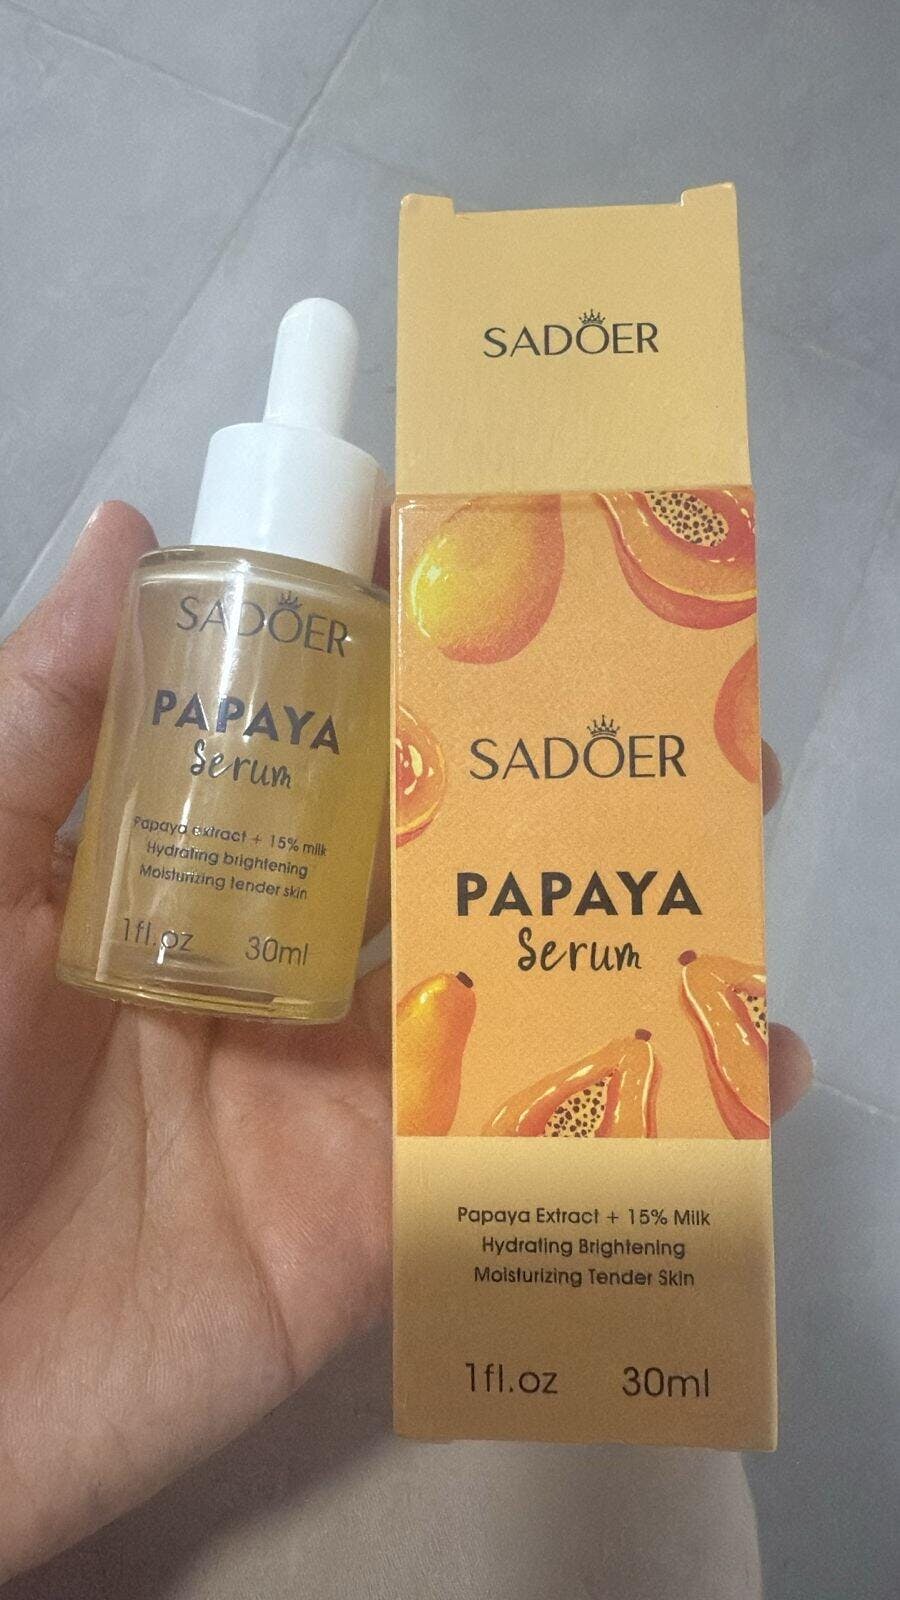 SADOER
PAPAYA
Serum
Papaya extract + 15% milk
Hydrating brightening
Moisturizing tender skin
1fl.oz 30ml
SADOER
SADOER
PAPAYA
Serum
Papaya Extract + 15% Milk
Hydrating Brightening
Moisturizing Tender Skin
1fl.oz 30ml